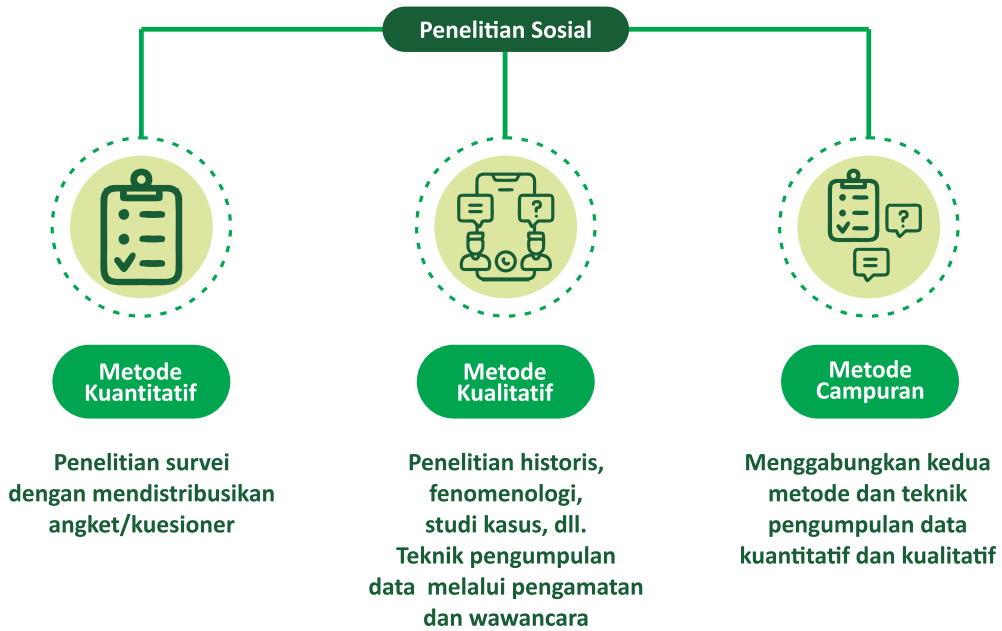 Penelitian Sosial
Metode
Kuantitatif
Penelitian survei
dengan mendistribusikan
angket/kuesioner
Metode
Kualitatif
Penelitian historis,
fenomenologi,
studi kasus, dll.
Teknik pengumpulan
data  melalui pengamatan
dan wawancara
Metode
Campuran
Menggabungkan kedua
metode dan teknik
pengumpulan data
kuantitatif dan kualitatif